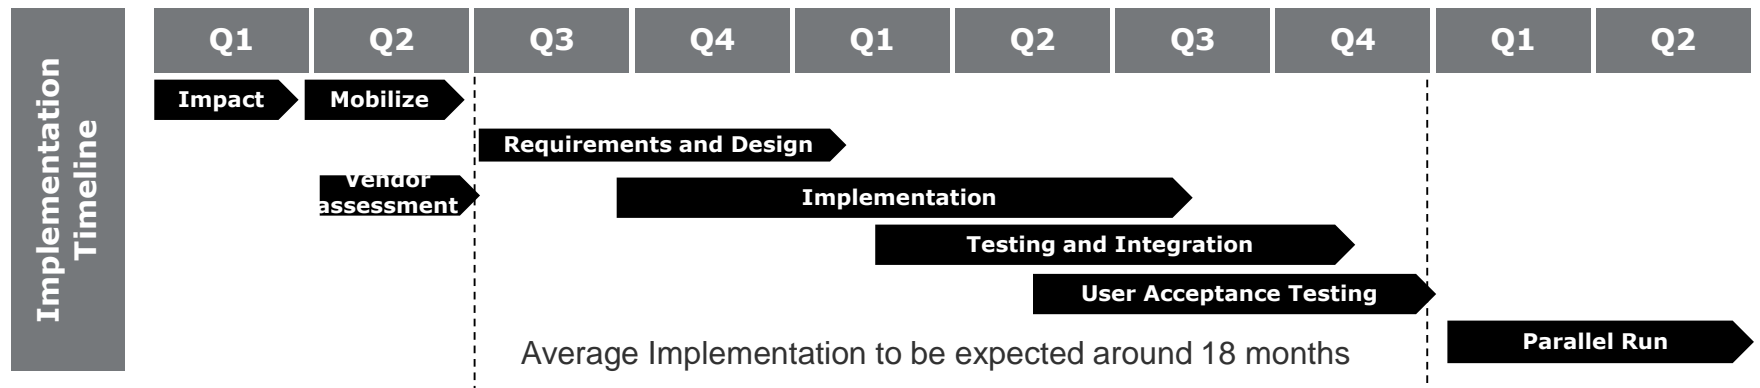 Implementation
Timeline
Q1 Q2 Q3 Q4 Q1 Q2 Q3 Q4 Q1 Q2
Impact Mobilize
Requirements and Design
Vendor
assessment
Implementation
Testing and Integration
User Acceptance Testing
Parallel Run
Average Implementation to be expected around 18 months